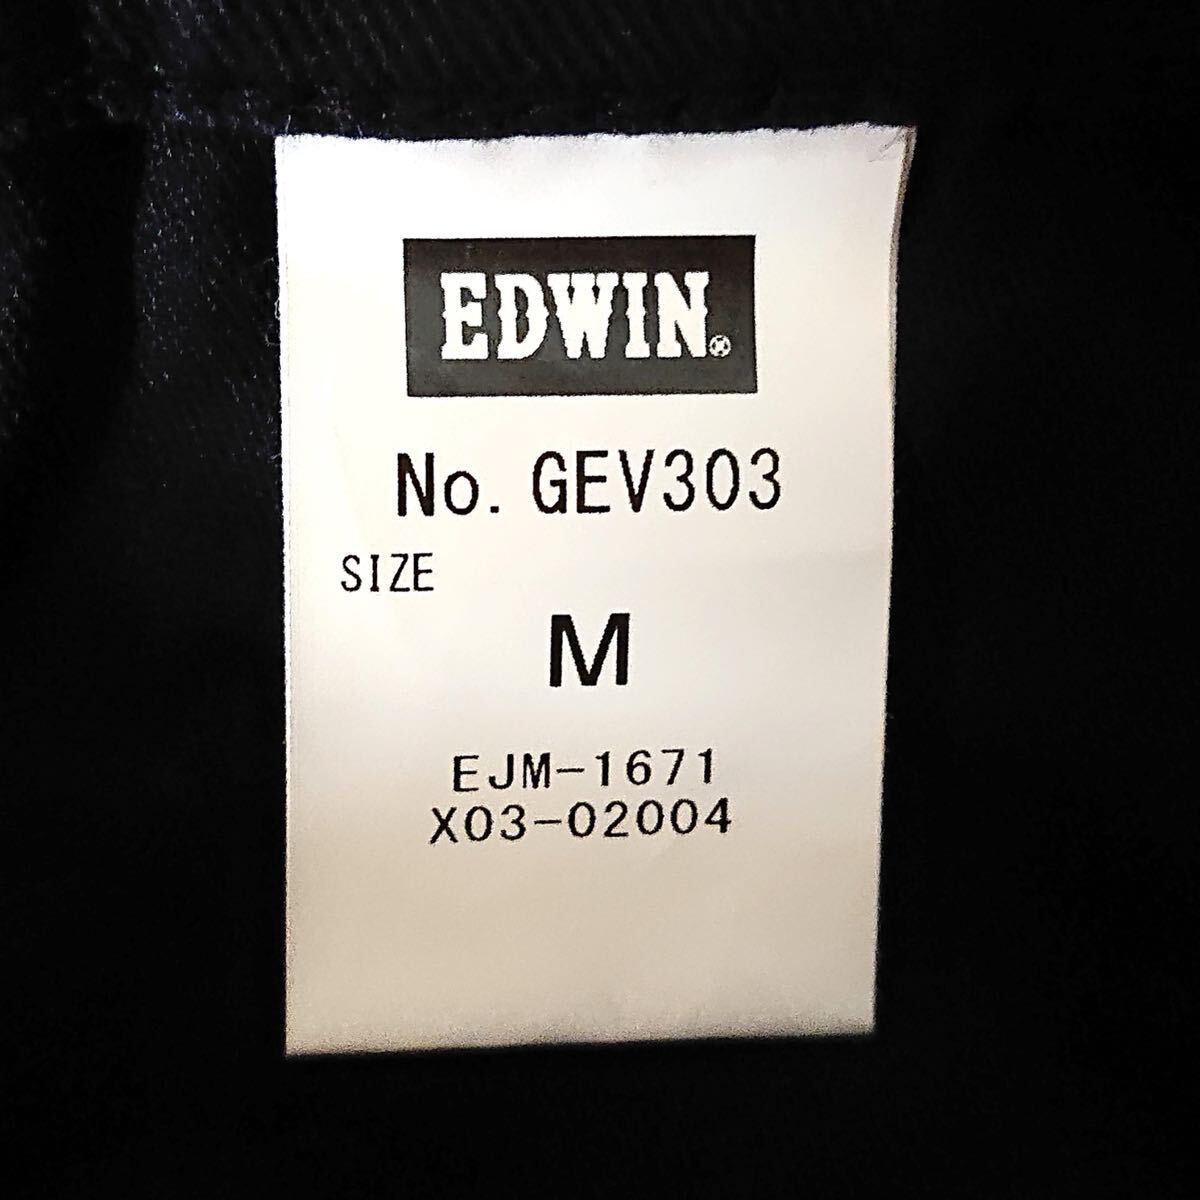 EDWIN®
No. GEV303
SIZE
M
EJM-1671
X03-02004